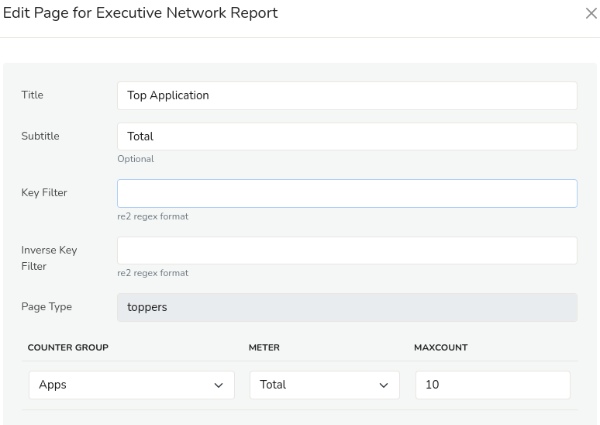 Edit Page for Executive Network Report
Title
Top Application
Subtitle
Total
Optional
Key Filter
re2 regex format
Inverse Key
Filter
re2 regex format
Page Type
toppers
COUNTER GROUP METER MAXCOUNT
Apps Total 10